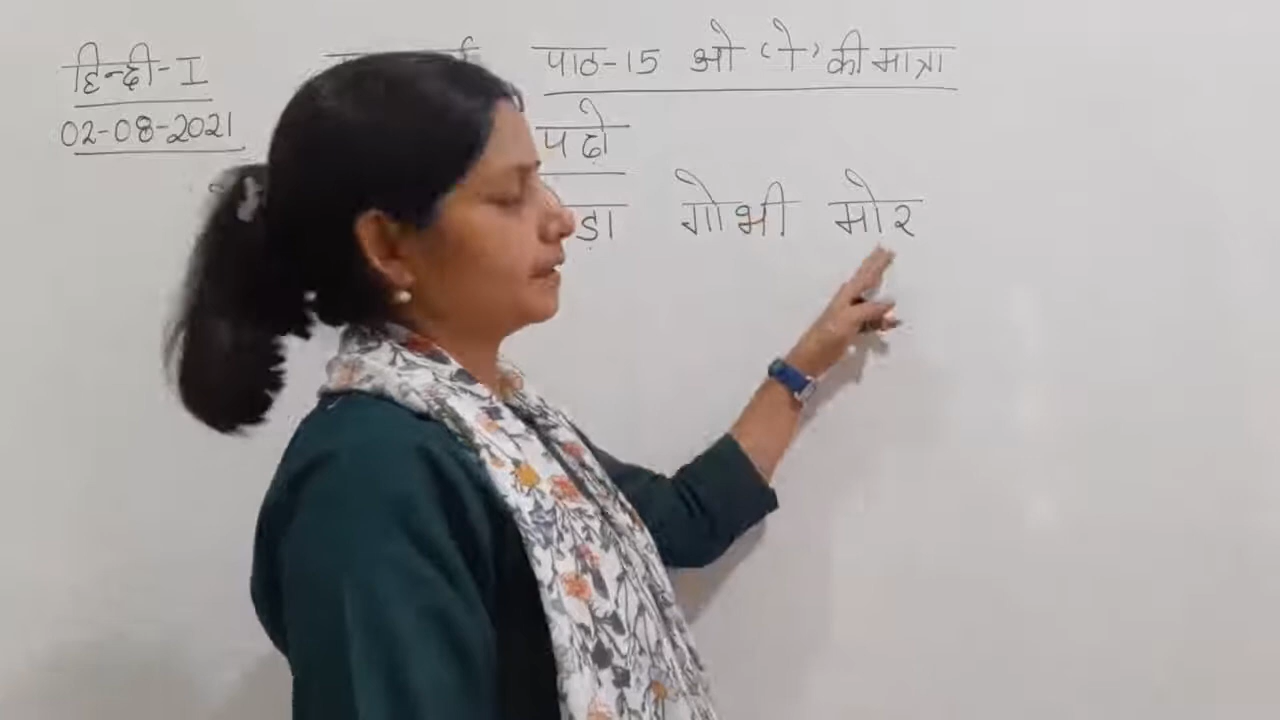 हिन्दी-I पाठ-15 ओ 'ो' की मात्रा
02-08-2021
पढ़ो
गोभी मोर